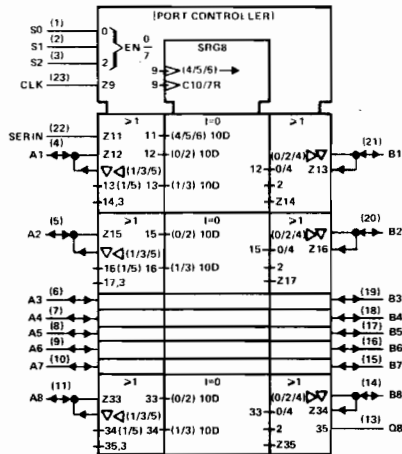 [PORT CONTROLLER]
S0 (1) 0
S1 (2) EN 0/7
S2 (3) 2
CLK (23) Z9
SRG8
9 (4/5/6)
9 C10/7R
≥1 I=0 ≥1
SERIN (22) Z11 11 (4/5/6) 10D
A1 (4) Z12 12 (0/2) 10D (0/2/4) (21) B1
12 0/4 Z13
(1/3/5)
13 (1/5) 13 (1/3) 10D 2
14,3 Z14
≥1 I=0 ≥1
A2 (5) Z15 15 (0/2) 10D (0/2/4) (20) B2
15 0/4 Z16
(1/3/5)
16 (1/5) 16 (1/3) 10D 2
17,3 Z17
A3 (6) (19) B3
A4 (7) (18) B4
A5 (8) (17) B5
A6 (9) (16) B6
A7 (10) (15) B7
≥1 I=0 ≥1
A8 (11) Z33 33 (0/2) 10D (0/2/4) (14) B8
33 0/4 Z34
(1/3/5)
34 (1/5) 34 (1/3) 10D 2 35 (13) Q8
35,3 Z35